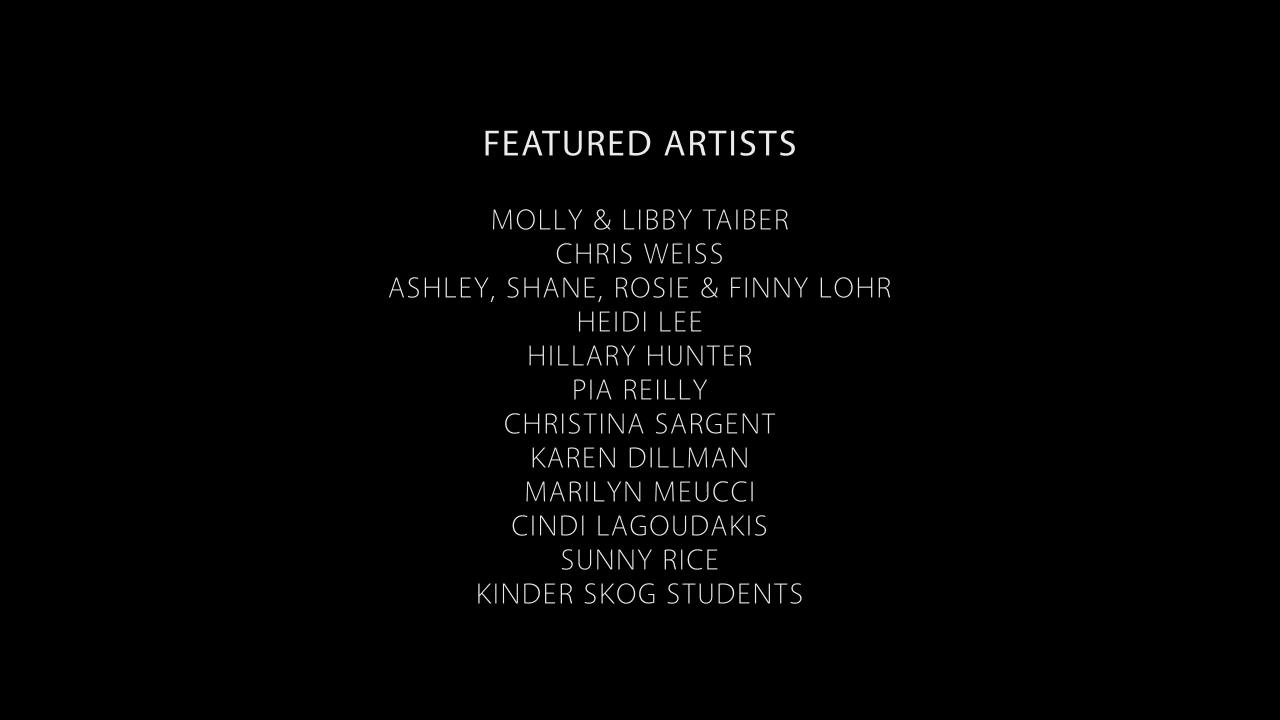 FEATURED ARTISTS
MOLLY & LIBBY TAIBER
CHRIS WEISS
ASHLEY, SHANE, ROSIE & FINNY LOHR
HEIDI LEE
HILLARY HUNTER
PIA REILLY
CHRISTINA SARGENT
KAREN DILLMAN
MARILYN MEUCCI
CINDI LAGOUDAKIS
SUNNY RICE
KINDER SKOG STUDENTS